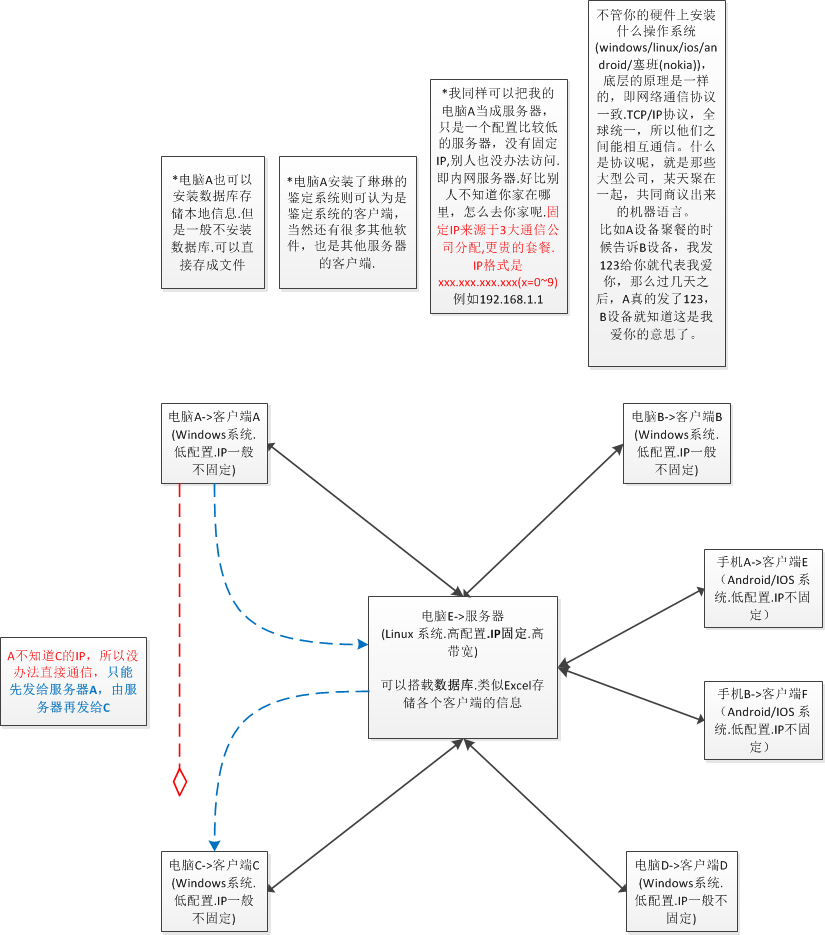 不管你的硬件上安装
什么操作系统
(windows/linux/ios/an
droid/塞班(nokia)),
底层的原理是一样
的，即网络通信协议
一致.TCP/IP协议，全
球统一，所以他们之
间能相互通信。什么
是协议呢，就是那些
大型公司，某天聚在
一起，共同商议出来
的机器语言。
比如A设备聚餐的时
候告诉B设备，我发
123给你就代表我爱
你，那么过几天之
后，A真的发了123，
B设备就知道这是我
爱你的意思了。
*我同样可以把我的
电脑A当成服务器，
只是一个配置比较低
的服务器，没有固定
IP,别人也没办法访问.
即内网服务器.好比别
人不知道你家在哪
里，怎么去你家呢.固
定IP来源于3大通信公
司分配,更贵的套餐.
IP格式是
xxx.xxx.xxx.xxx(x=0~9)
例如192.168.1.1
*电脑A也可以
安装数据库存
储本地信息.但
是一般不安装
数据库.可以直
接存成文件
*电脑A安装了琳琳的
鉴定系统则可认为是
鉴定系统的客户端，
当然还有很多其他软
件，也是其他服务器
的客户端.
电脑A->客户端A
(Windows系统.
低配置.IP一般
不固定)
电脑B->客户端B
(Windows系统.
低配置.IP一般
不固定)
手机A->客户端E
（Android/IOS 系
统.低配置.IP不固
定）
电脑E->服务器
(Linux 系统.高配置.IP固定.高
带宽)
可以搭载数据库.类似Excel存
储各个客户端的信息
A不知道C的IP，所以没
办法直接通信，只能
先发给服务器A，由服
务器再发给C
手机B->客户端F
（Android/IOS 系
统.低配置.IP不固
定）
电脑C->客户端C
(Windows系统.
低配置.IP一般
不固定)
电脑D->客户端D
(Windows系统.
低配置.IP一般不
固定)